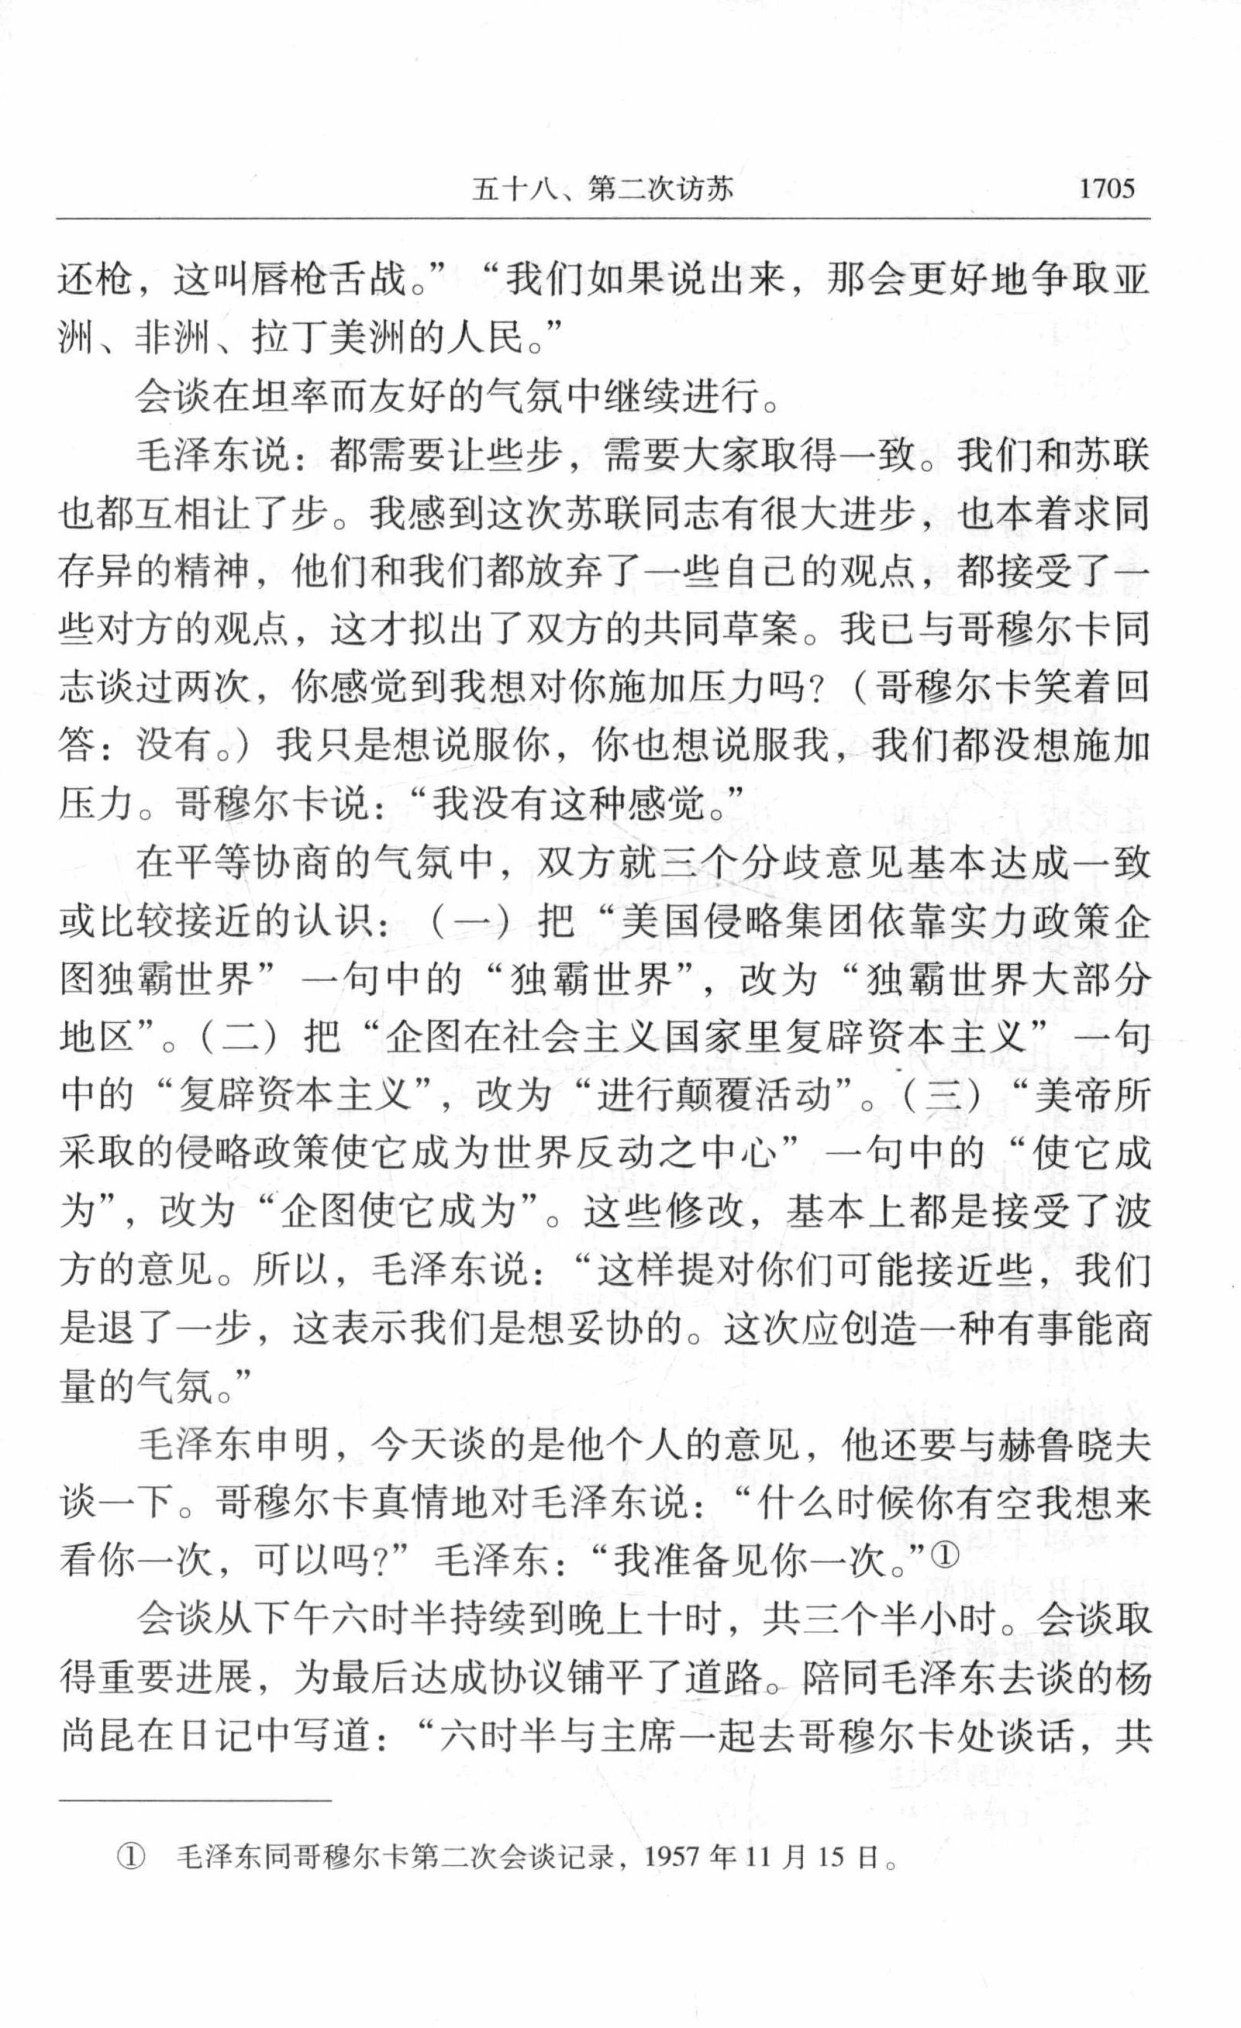 五十八、第二次访苏 1705
还枪，这叫唇枪舌战。”“我们如果说出来，那会更好地争取亚
洲、非洲、拉丁美洲的人民。”
会谈在坦率而友好的气氛中继续进行。
毛泽东说：都需要让些步，需要大家取得一致。我们和苏联
也都互相让了步。我感到这次苏联同志有很大进步，也本着求同
存异的精神，他们和我们都放弃了一些自己的观点，都接受了一
些对方的观点，这才拟出了双方的共同草案。我已与哥穆尔卡同
志谈过两次，你感觉到我想对你施加压力吗？（哥穆尔卡笑着回
答：没有。）我只是想说服你，你也想说服我，我们都没想施加
压力。哥穆尔卡说：“我没有这种感觉。”
在平等协商的气氛中，双方就三个分歧意见基本达成一致
或比较接近的认识：（一）把“美国侵略集团依靠实力政策企
图独霸世界”一句中的“独霸世界”，改为“独霸世界大部分
地区”。（二）把“企图在社会主义国家里复辟资本主义”一句
中的“复辟资本主义”，改为“进行颠覆活动”。（三）“美帝所
采取的侵略政策使它成为世界反动之中心”一句中的“使它成
为”，改为“企图使它成为”。这些修改，基本上都是接受了波
方的意见。所以，毛泽东说：“这样提对你们可能接近些，我们
是退了一步，这表示我们是想妥协的。这次应创造一种有事能商
量的气氛。”
毛泽东申明，今天谈的是他个人的意见，他还要与赫鲁晓夫
谈一下。哥穆尔卡真情地对毛泽东说：“什么时候你有空我想来
看你一次，可以吗?”毛泽东：“我准备见你一次。”①
会谈从下午六时半持续到晚上十时，共三个半小时。会谈取
得重要进展，为最后达成协议铺平了道路。陪同毛泽东去谈的杨
尚昆在日记中写道：“六时半与主席一起去哥穆尔卡处谈话，共
① 毛泽东同哥穆尔卡第二次会谈记录，1957 年 11 月 15 日。